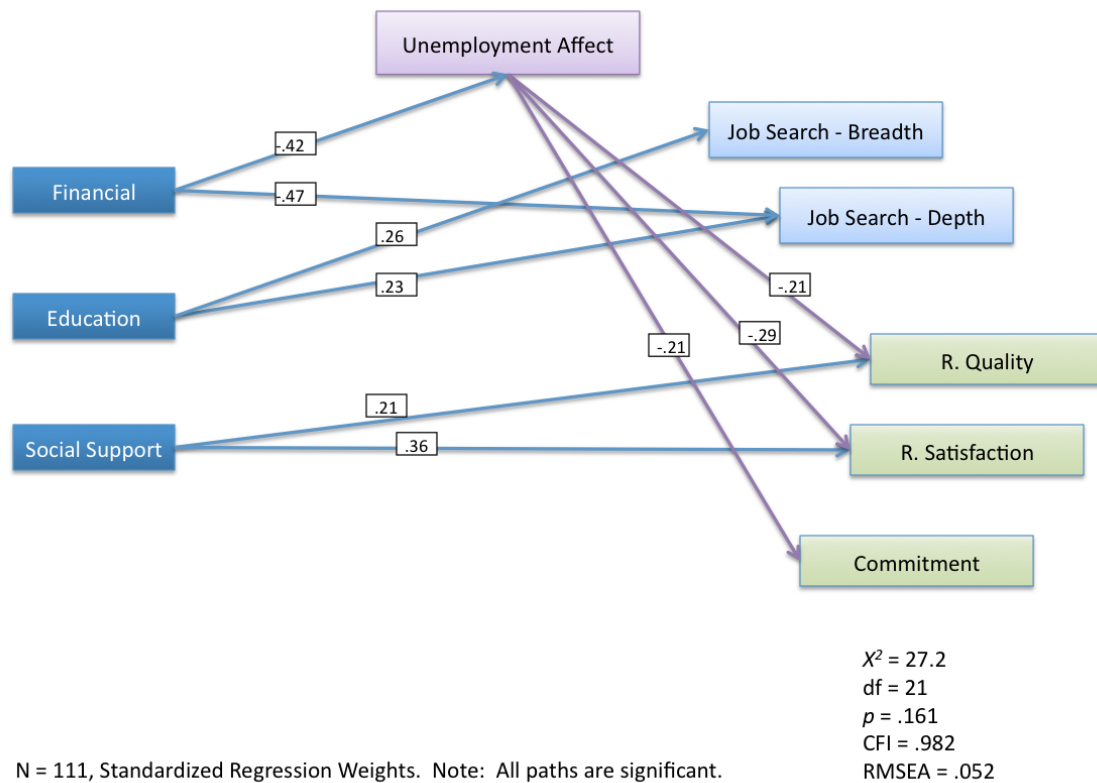 Unemployment Affect
Job Search - Breadth
-.42
Financial
-.47
Job Search - Depth
.26
.23
-.21
Education
-.29
-.21
R. Quality
.21
Social Support
.36
R. Satisfaction
Commitment
X² = 27.2
df = 21
p = .161
CFI = .982
RMSEA = .052
N = 111, Standardized Regression Weights. Note: All paths are significant.